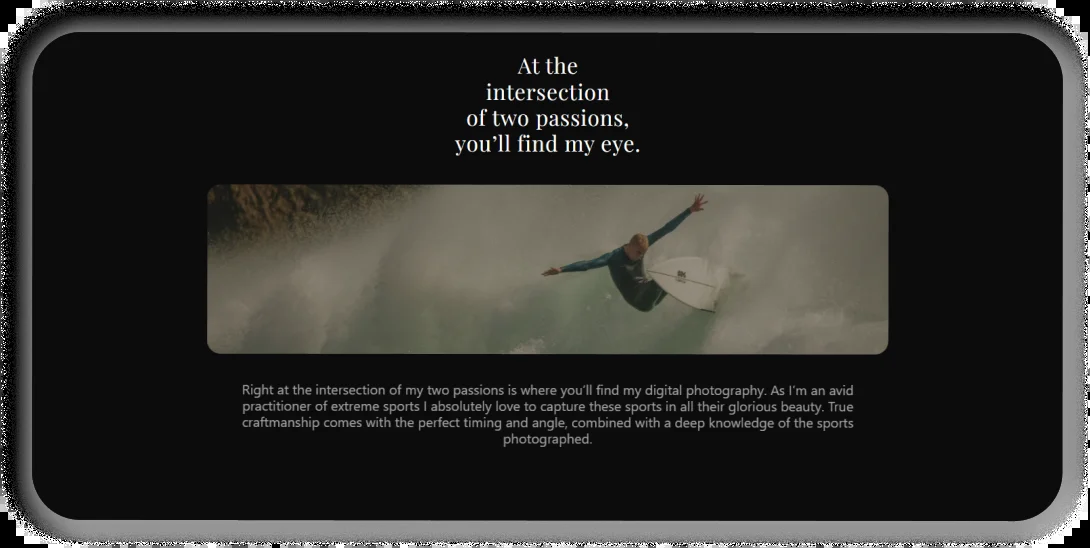 At the
intersection
of two passions,
you’ll find my eye.
Right at the intersection of my two passions is where you’ll find my digital photography. As I’m an avid
practitioner of extreme sports I absolutely love to capture these sports in all their glorious beauty. True
craftmanship comes with the perfect timing and angle, combined with a deep knowledge of the sports
photographed.